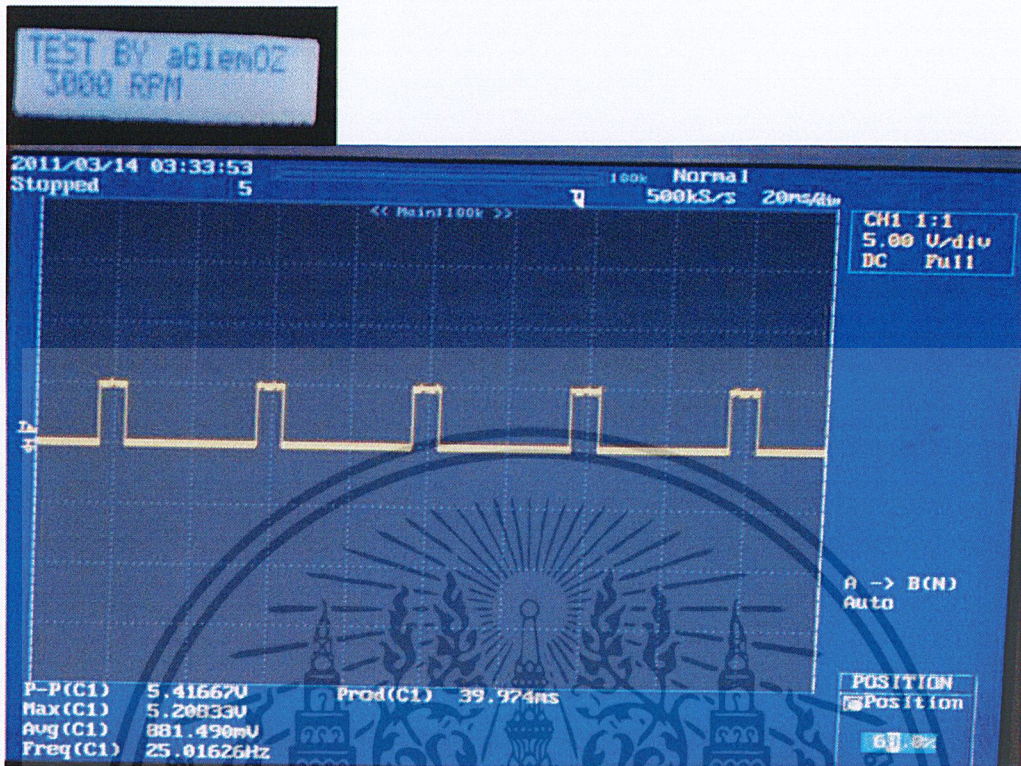 TEST BY aBiemOZ
3000 RPM
2011/03/14 03:33:53
Stopped 5
100k Normal
500kS/s 20ms/div
<< Main:100k >>
CH1 1:1
5.00 V/div
DC Full
A -> B(N)
Auto
P-P(C1) 5.41667V
Max(C1) 5.20833V
Avg(C1) 881.490mV
Freq(C1) 25.01626Hz
Prod(C1) 39.974ms
POSITION
Position